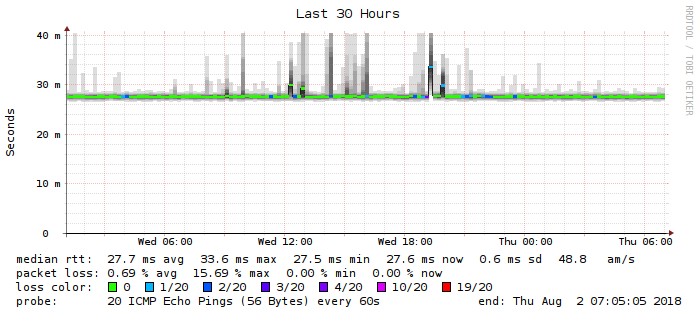 Last 30 Hours
RRDTOOL / TOBI OETIKER
Seconds
40 m
30 m
20 m
10 m
0
Wed 06:00 Wed 12:00 Wed 18:00 Thu 00:00 Thu 06:00
median rtt: 27.7 ms avg 33.6 ms max 27.5 ms min 27.6 ms now 0.6 ms sd 48.8 am/s
packet loss: 0.69 % avg 15.69 % max 0.00 % min 0.00 % now
loss color: 0 1/20 2/20 3/20 4/20 10/20 19/20
probe: 20 ICMP Echo Pings (56 Bytes) every 60s end: Thu Aug 2 07:05:05 2018